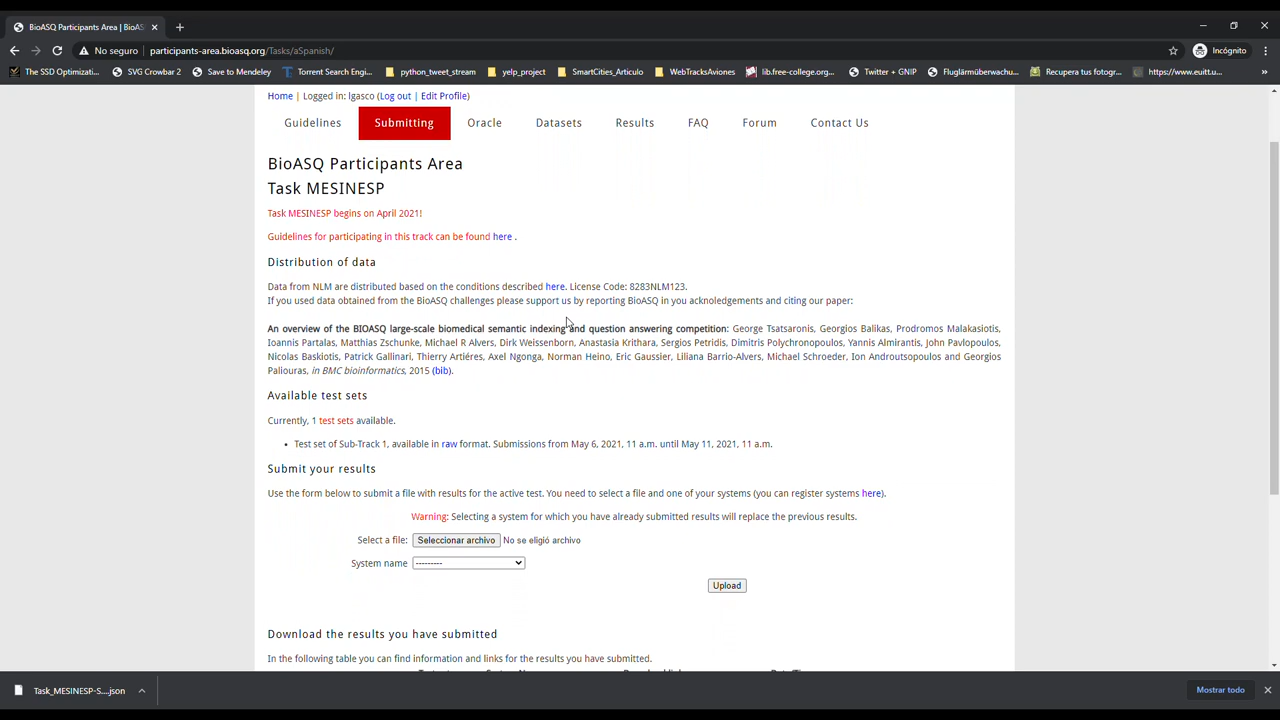 BioASQ Participants Area | BioAS
No seguro participants-area.bioasq.org/Tasks/aSpanish/ Incógnito
The SSD Optimizati... SVG Crowbar 2 Save to Mendeley Torrent Search Engi... python_tweet_stream yelp_project SmartCities_Articulo WebTracksAviones lib.free-college.org... Twitter + GNIP Fluglärmüberwachu... Recupera tus fotogr... https://www.euitt.u... »
Home | Logged in: lgasco (Log out | Edit Profile)
Guidelines Submitting Oracle Datasets Results FAQ Forum Contact Us
BioASQ Participants Area
Task MESINESP
Task MESINESP begins on April 2021!
Guidelines for participating in this track can be found here .
Distribution of data
Data from NLM are distributed based on the conditions described here. License Code: 8283NLM123.
If you used data obtained from the BioASQ challenges please support us by reporting BioASQ in you acknoledgements and citing our paper:
An overview of the BIOASQ large-scale biomedical semantic indexing and question answering competition: George Tsatsaronis, Georgios Balikas, Prodromos Malakasiotis,
Ioannis Partalas, Matthias Zschunke, Michael R Alvers, Dirk Weissenborn, Anastasia Krithara, Sergios Petridis, Dimitris Polychronopoulos, Yannis Almirantis, John Pavlopoulos,
Nicolas Baskiotis, Patrick Gallinari, Thierry Artiéres, Axel Ngonga, Norman Heino, Eric Gaussier, Liliana Barrio-Alvers, Michael Schroeder, Ion Androutsopoulos and Georgios
Paliouras, in BMC bioinformatics, 2015 (bib).
Available test sets
Currently, 1 test sets available.
• Test set of Sub-Track 1, available in raw format. Submissions from May 6, 2021, 11 a.m. until May 11, 2021, 11 a.m.
Submit your results
Use the form below to submit a file with results for the active test. You need to select a file and one of your systems (you can register systems here).
Warning: Selecting a system for which you have already submitted results will replace the previous results.
Select a file: Seleccionar archivo No se eligió archivo
System name ---------
Upload
Download the results you have submitted
In the following table you can find information and links for the results you have submitted.
Task_MESINESP-S....json Mostrar todo